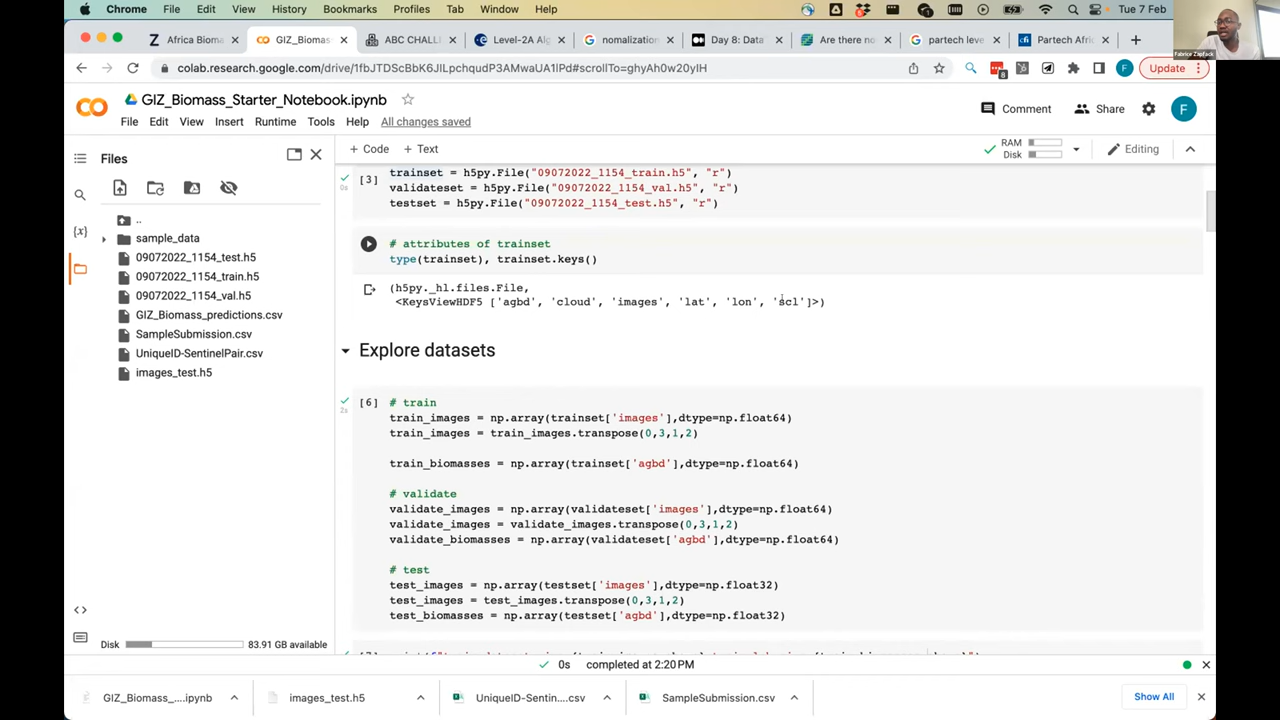 Chrome File Edit View History Bookmarks Profiles Tab Window Help Tue 7 Feb
Africa Bioma GIZ_Bioma ABC CHALL Level-2A Alg nomalization Day 8: Data Are there no partech leve Partech Afri
colab.research.google.com/drive/ Update
GIZ_Biomass_Starter_Notebook.ipynb
Comment Share F
File Edit View Insert Runtime Tools Help All changes saved
+ Code + Text RAM Disk Editing
Fabrice Zapfack
Files
..
sample_data
09072022_1154_test.h5
09072022_1154_train.h5
09072022_1154_val.h5
GIZ_Biomass_predictions.csv
SampleSubmission.csv
UniqueID-SentinelPair.csv
images_test.h5
Disk 83.91 GB available
[3] trainset = h5py.File("09072022_1154_train.h5", "r")
0s validateset = h5py.File("09072022_1154_val.h5", "r")
testset = h5py.File("09072022_1154_test.h5", "r")
# attributes of trainset
type(trainset), trainset.keys()
(h5py._hl.files.File,
<KeysViewHDF5 ['agbd', 'cloud', 'images', 'lat', 'lon', 'scl']>)
Explore datasets
[6] # train
2s train_images = np.array(trainset['images'],dtype=np.float64)
train_images = train_images.transpose(0,3,1,2)
train_biomasses = np.array(trainset['agbd'],dtype=np.float64)
# validate
validate_images = np.array(validateset['images'],dtype=np.float64)
validate_images = validate_images.transpose(0,3,1,2)
validate_biomasses = np.array(validateset['agbd'],dtype=np.float64)
# test
test_images = np.array(testset['images'],dtype=np.float32)
test_images = test_images.transpose(0,3,1,2)
test_biomasses = np.array(testset['agbd'],dtype=np.float32)
0s completed at 2:20 PM
GIZ_Biomass_....ipynb images_test.h5 UniqueID-Sentin....csv SampleSubmission.csv Show All